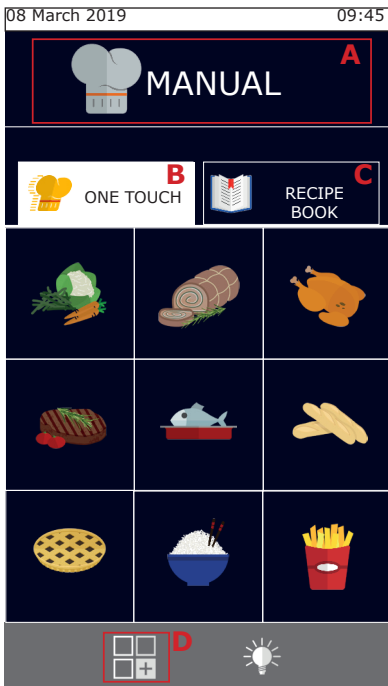 08 March 2019 09:45
A
MANUAL
B
ONE TOUCH
C
RECIPE
BOOK
D